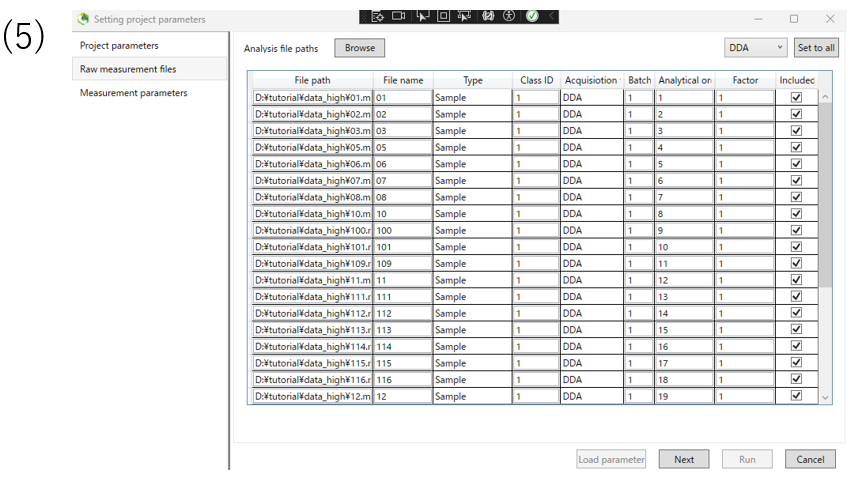 (5)
Setting project parameters
Project parameters
Raw measurement files
Measurement parameters
Analysis file paths Browse DDA Set to all
File path File name Type Class ID Acquisiotion Batch Analytical or Factor Included
D:¥tutorial¥data_high¥01.m 01 Sample 1 DDA 1 1 1
D:¥tutorial¥data_high¥02.m 02 Sample 1 DDA 1 2 1
D:¥tutorial¥data_high¥03.m 03 Sample 1 DDA 1 3 1
D:¥tutorial¥data_high¥05.m 05 Sample 1 DDA 1 4 1
D:¥tutorial¥data_high¥06.m 06 Sample 1 DDA 1 5 1
D:¥tutorial¥data_high¥07.m 07 Sample 1 DDA 1 6 1
D:¥tutorial¥data_high¥08.m 08 Sample 1 DDA 1 7 1
D:¥tutorial¥data_high¥10.m 10 Sample 1 DDA 1 8 1
D:¥tutorial¥data_high¥100.r 100 Sample 1 DDA 1 9 1
D:¥tutorial¥data_high¥101.r 101 Sample 1 DDA 1 10 1
D:¥tutorial¥data_high¥109.r 109 Sample 1 DDA 1 11 1
D:¥tutorial¥data_high¥11.m 11 Sample 1 DDA 1 12 1
D:¥tutorial¥data_high¥111.r 111 Sample 1 DDA 1 13 1
D:¥tutorial¥data_high¥112.r 112 Sample 1 DDA 1 14 1
D:¥tutorial¥data_high¥113.r 113 Sample 1 DDA 1 15 1
D:¥tutorial¥data_high¥114.r 114 Sample 1 DDA 1 16 1
D:¥tutorial¥data_high¥115.r 115 Sample 1 DDA 1 17 1
D:¥tutorial¥data_high¥116.r 116 Sample 1 DDA 1 18 1
D:¥tutorial¥data_high¥12.m 12 Sample 1 DDA 1 19 1
Load parameter Next Run Cancel